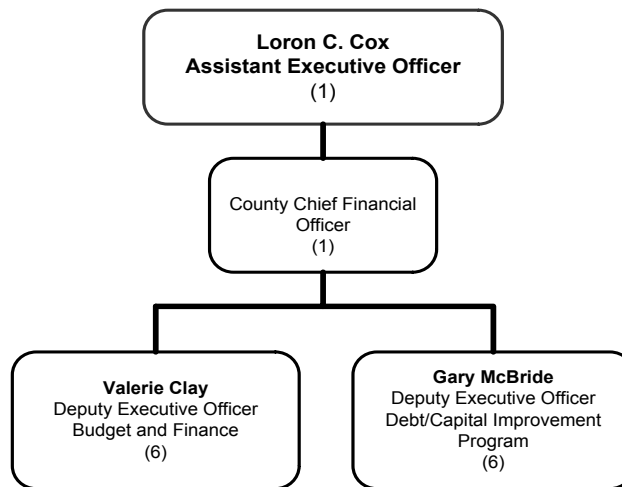 Loron C. Cox
Assistant Executive Officer
(1)
County Chief Financial
Officer
(1)
Valerie Clay
Deputy Executive Officer
Budget and Finance
(6)
Gary McBride
Deputy Executive Officer
Debt/Capital Improvement
Program
(6)